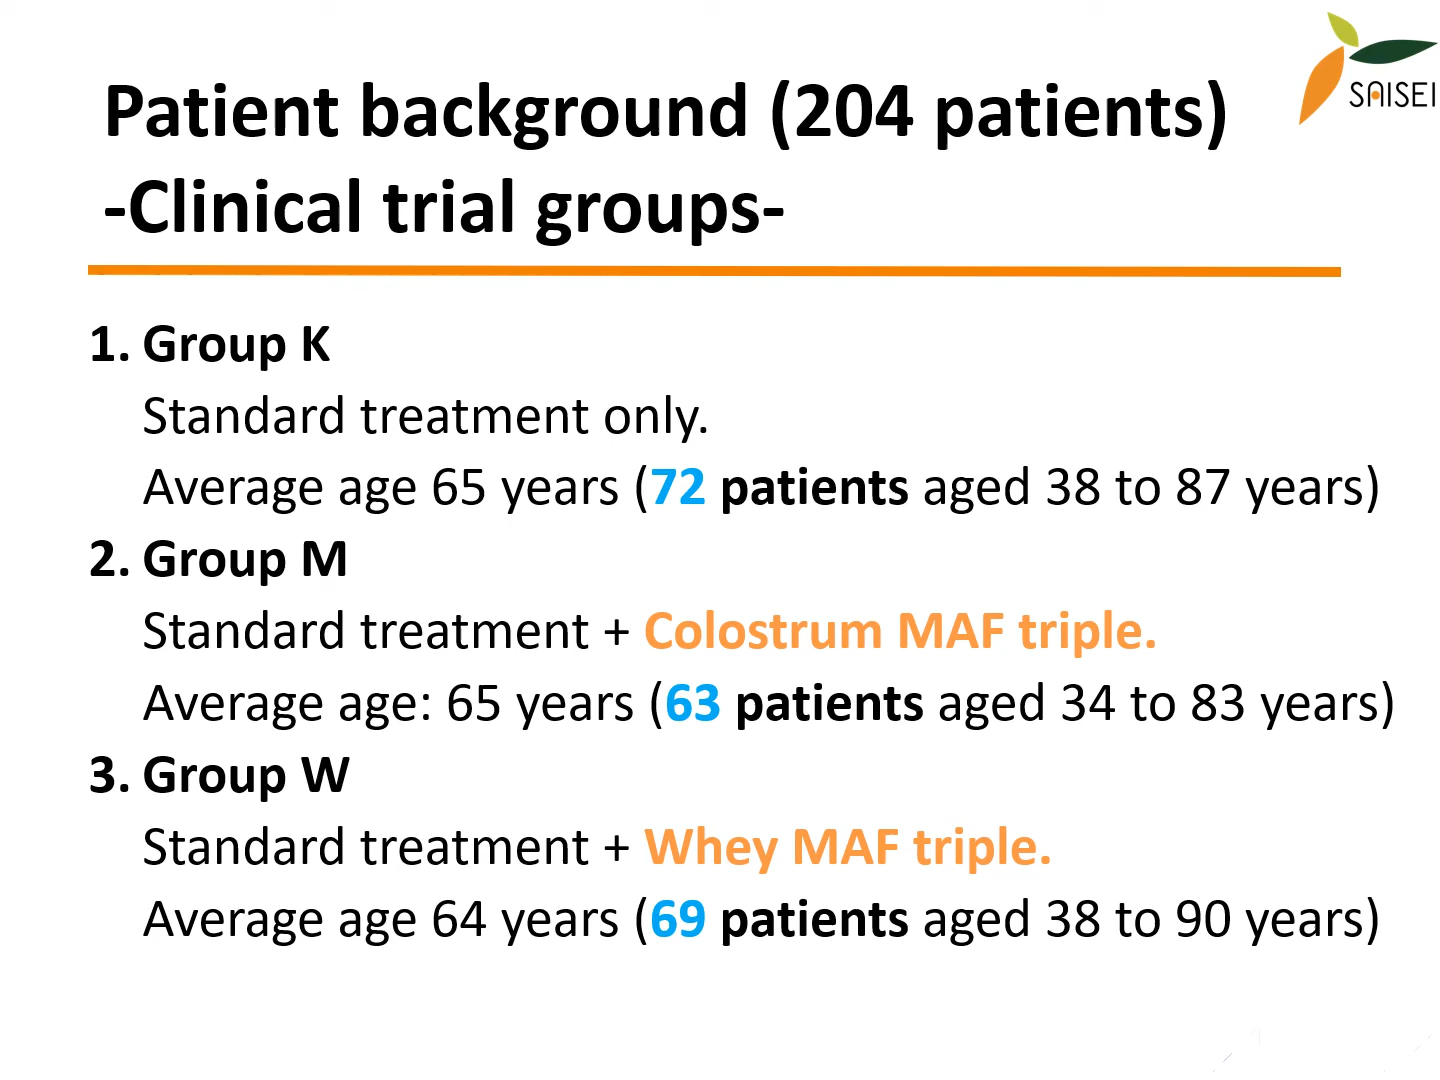 SAISEI
Patient background (204 patients)
-Clinical trial groups-
1. Group K
Standard treatment only.
Average age 65 years (72 patients aged 38 to 87 years)
2. Group M
Standard treatment + Colostrum MAF triple.
Average age: 65 years (63 patients aged 34 to 83 years)
3. Group W
Standard treatment + Whey MAF triple.
Average age 64 years (69 patients aged 38 to 90 years)